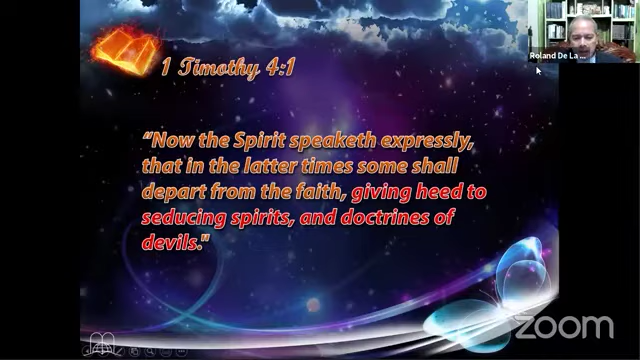 Roland De La
1 Timothy 4:1
"Now the Spirit speaketh expressly,
that in the latter times some shall
depart from the faith, giving heed to
seducing spirits, and doctrines of
devils."
zoom